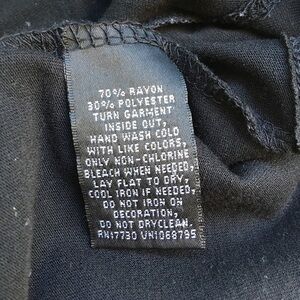 70% RAYON
30% POLYESTER
TURN GARMENT
INSIDE OUT,
HAND WASH COLD
WITH LIKE COLORS,
ONLY NON-CHLORINE
BLEACH WHEN NEEDED,
LAY FLAT TO DRY,
COOL IRON IF NEEDED,
DO NOT IRON ON
DECORATION,
DO NOT DRYCLEAN.
RN17730 VN1068795